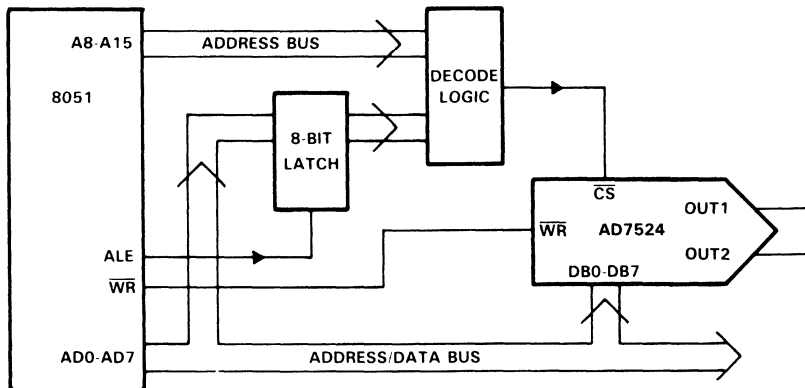 A8-A15
ADDRESS BUS
8051
DECODE
LOGIC
8-BIT
LATCH
CS
OUT1
WR
AD7524
ALE
OUT2
WR
DB0-DB7
AD0-AD7
ADDRESS/DATA BUS